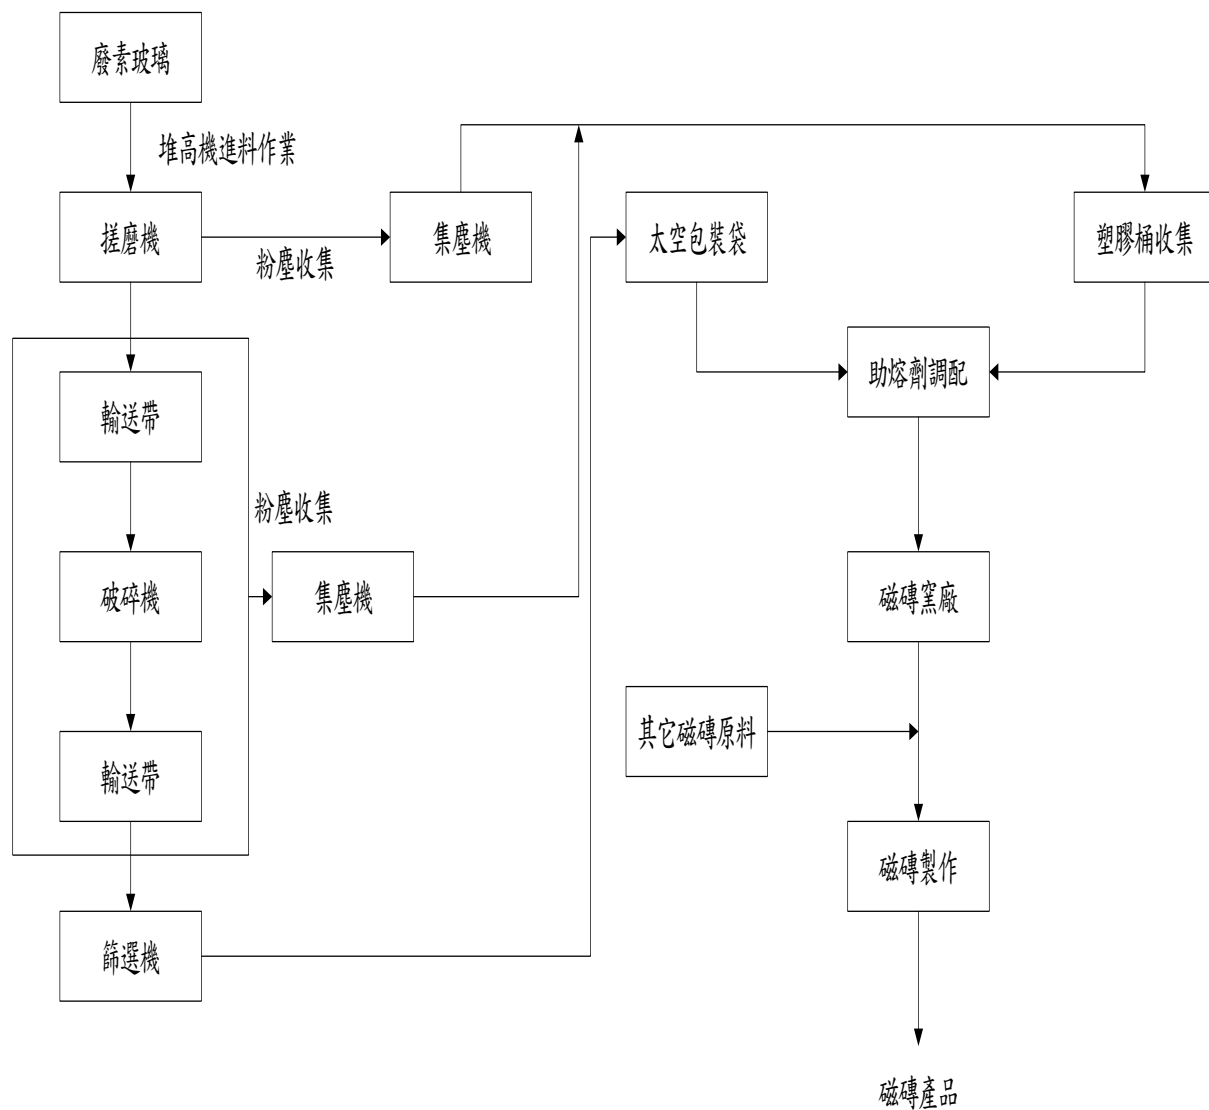 廢素玻璃
堆高機進料作業
搓磨機
粉塵收集
集塵機
太空包裝袋
塑膠桶收集
助熔劑調配
輸送帶
粉塵收集
破碎機
集塵機
磁磚窯廠
其它磁磚原料
輸送帶
磁磚製作
篩選機
磁磚產品